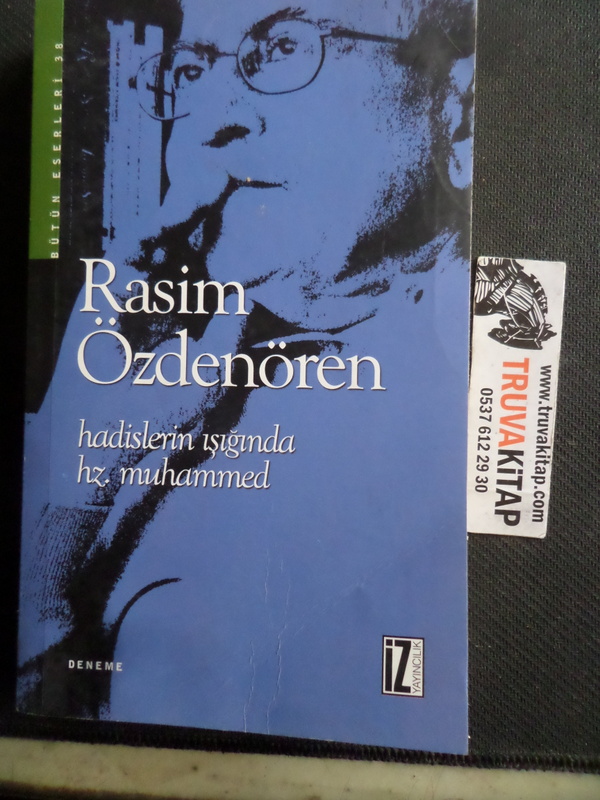 BÜTÜN ESERLERİ 38
Rasim
Özdenören
hadislerin ışığında
hz. muhammed
DENEME
İZ
YAYINCILIK
www.truvakitap.com
TRUVAKİTAP
0537 612 29 30